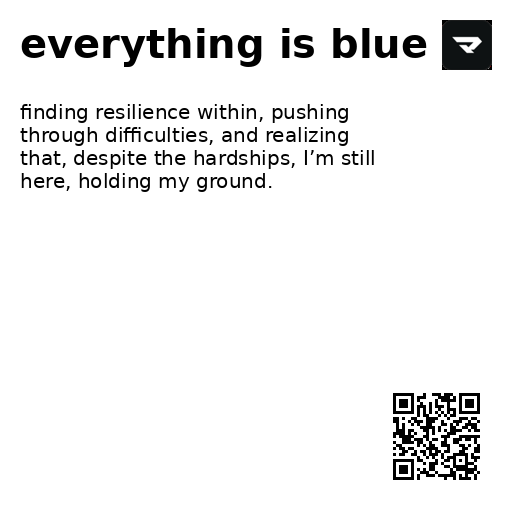 everything is blue
finding resilience within, pushing
through difficulties, and realizing
that, despite the hardships, I’m still
here, holding my ground.